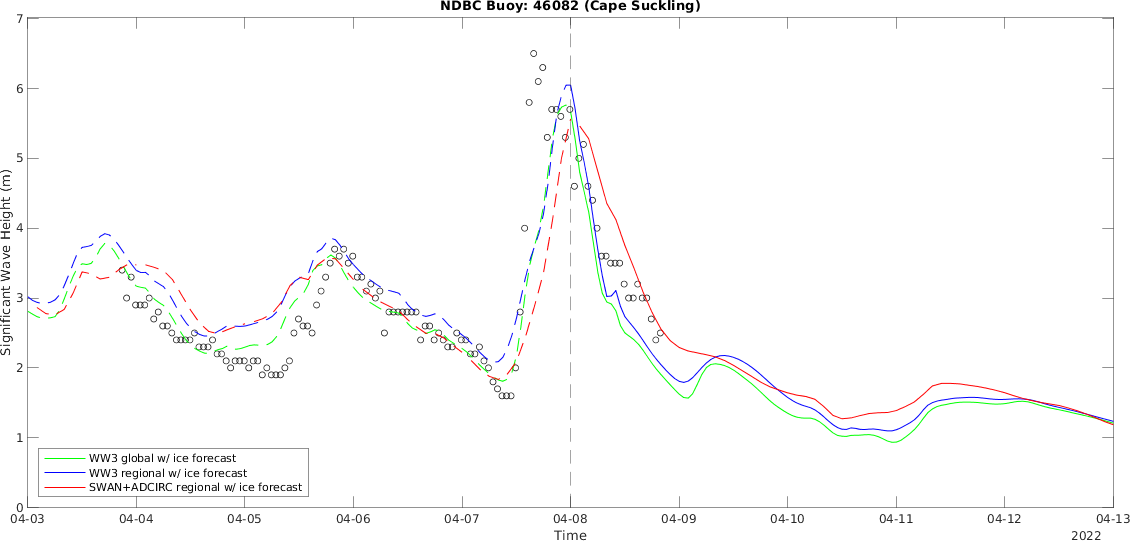 NDBC Buoy: 46082 (Cape Suckling)
7
6
5
4
3
2
1
0
Significant Wave Height (m)
WW3 global w/ ice forecast
WW3 regional w/ ice forecast
SWAN+ADCIRC regional w/ ice forecast
04-03 04-04 04-05 04-06 04-07 04-08 04-09 04-10 04-11 04-12 04-13
Time
2022